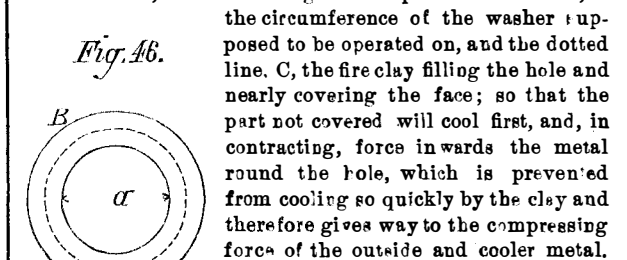 the circumference of the washer sup-
posed to be operated on, and the dotted
line, C, the fire clay filling the hole and
nearly covering the face; so that the
part not covered will cool first, and, in
contracting, force inwards the metal
round the hole, which is prevented
from cooling so quickly by the clay and
therefore gives way to the compressing
force of the outside and cooler metal.
Fig. 46.
B
a